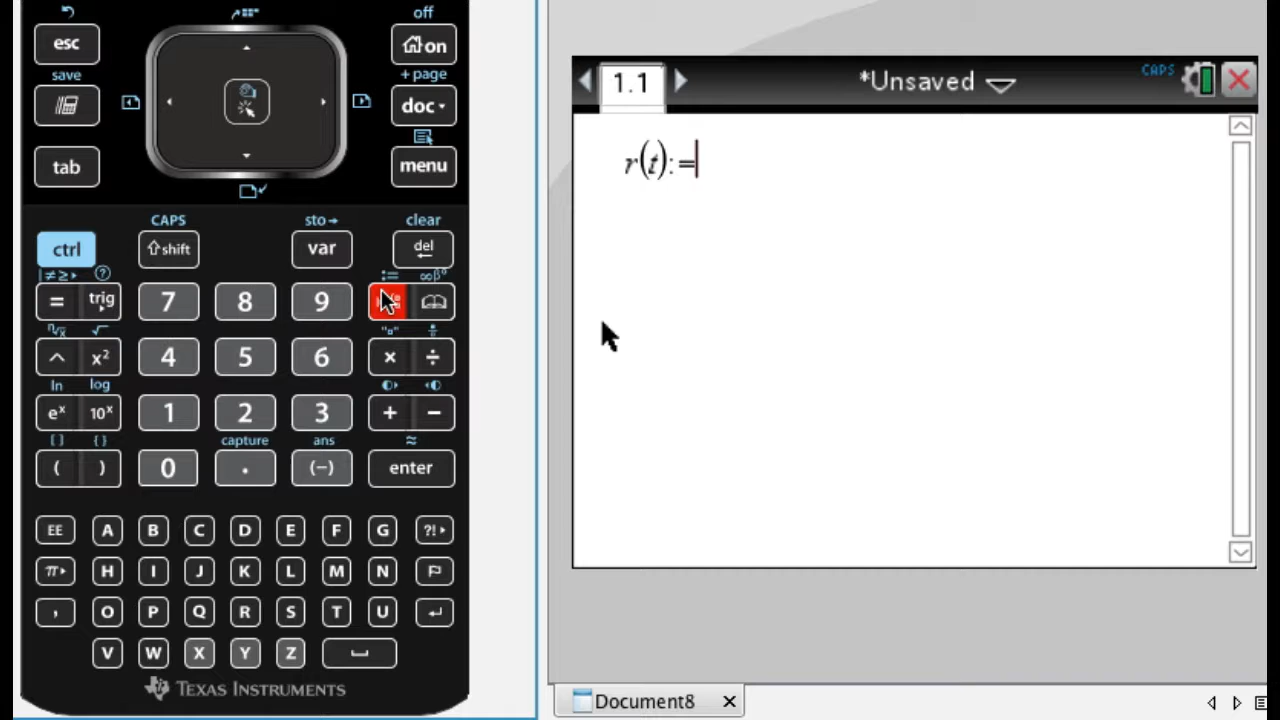 off
esc
on
save
+ page
doc
tab
menu
CAPS
sto→
clear
ctrl
⇧shift
var
del
|≠≥▸
?
:=
∞β°
=
trig
7
8
9
ⁿ√x
√
"□"
÷
^
x²
4
5
6
×
÷
ln
log
eˣ
10ˣ
1
2
3
+
−
[ ]
{ }
capture
ans
≈
(
)
0
.
(−)
enter
EE
A
B
C
D
E
F
G
?!▸
π▸
H
I
J
K
L
M
N
,
O
P
Q
R
S
T
U
V
W
X
Y
Z
TEXAS INSTRUMENTS
1.1
*Unsaved
CAPS
r(t):=
Document8